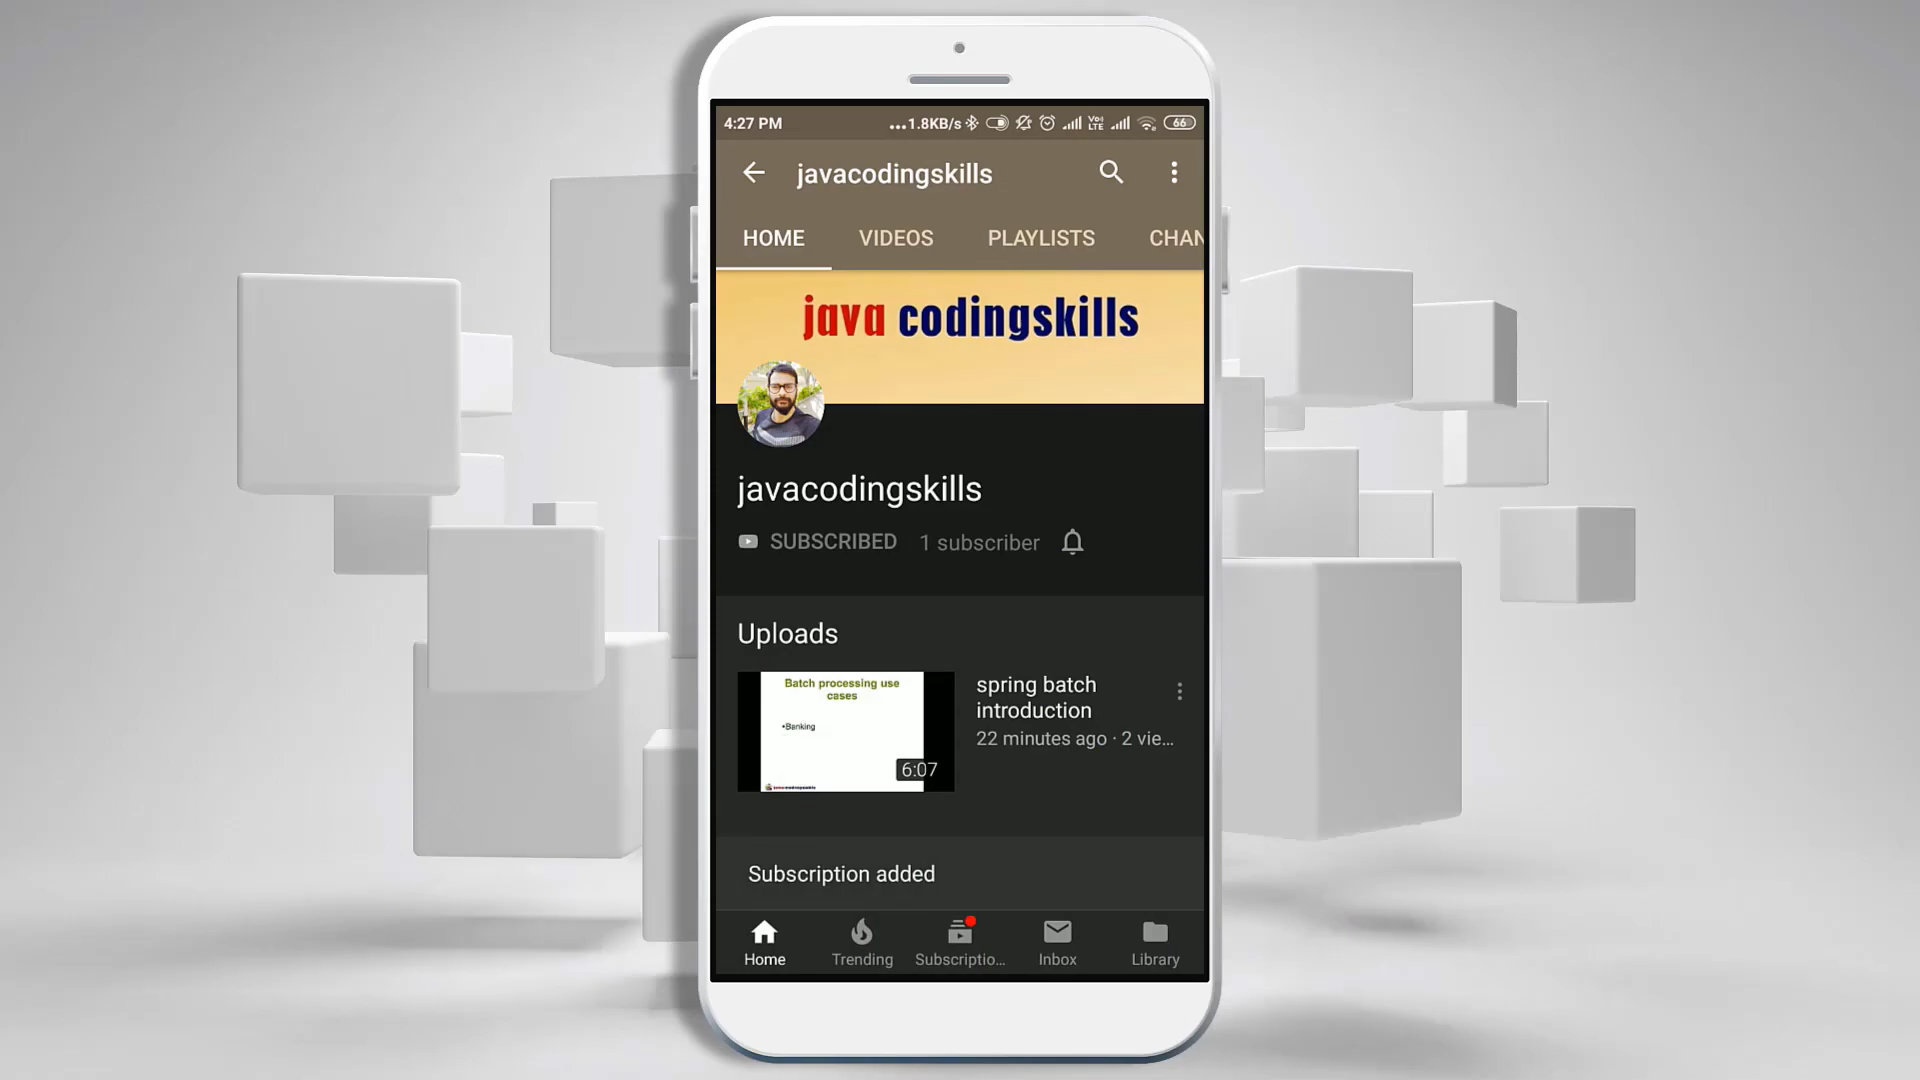 4:27 PM
...1.8KB/s
Vo)
LTE
66
javacodingskills
HOME VIDEOS PLAYLISTS CHAN
java codingskills
javacodingskills
SUBSCRIBED 1 subscriber
Uploads
Batch processing use
cases
•Banking
6:07
spring batch
introduction
22 minutes ago · 2 vie...
Subscription added
Home Trending Subscriptio... Inbox Library